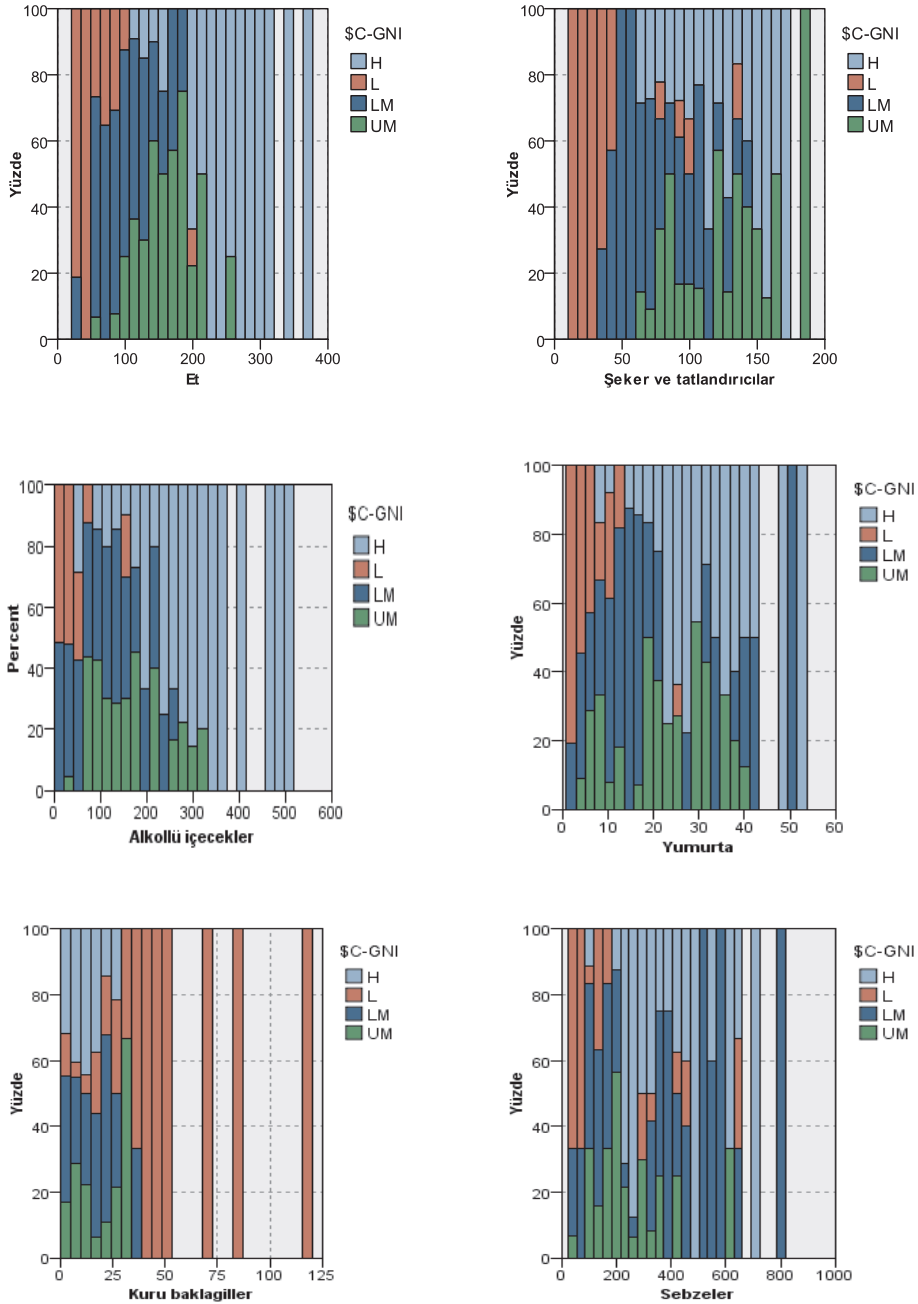 $C-GNI
H
L
LM
UM
100
80
60
40
20
0
Yüzde
0 100 200 300 400
Et
$C-GNI
H
L
LM
UM
100
80
60
40
20
0
Yüzde
0 50 100 150 200
Şeker ve tatlandırıcılar
$C-GNI
H
L
LM
UM
100
80
60
40
20
0
Percent
0 100 200 300 400 500 600
Alkollü içecekler
$C-GNI
H
L
LM
UM
100
80
60
40
20
0
Yüzde
0 10 20 30 40 50 60
Yumurta
$C-GNI
H
L
LM
UM
100
80
60
40
20
0
Yüzde
0 25 50 75 100 125
Kuru baklagiller
$C-GNI
H
L
LM
UM
100
80
60
40
20
0
Yüzde
0 200 400 600 800 1000
Sebzeler